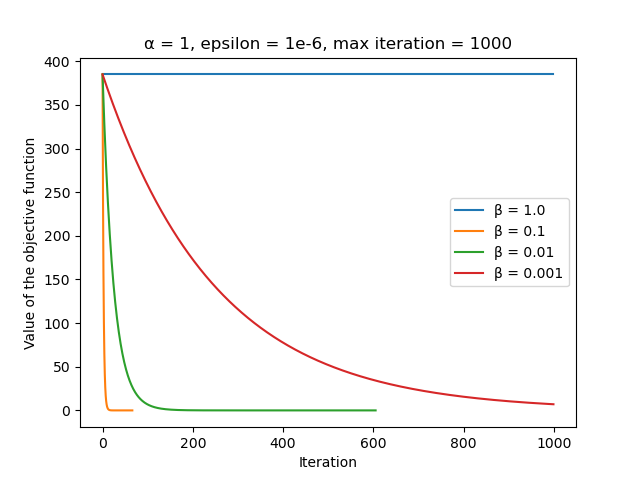 α = 1, epsilon = 1e-6, max iteration = 1000
Value of the objective function
400
350
300
250
200
150
100
50
0
β = 1.0
β = 0.1
β = 0.01
β = 0.001
0
200
400
600
800
1000
Iteration